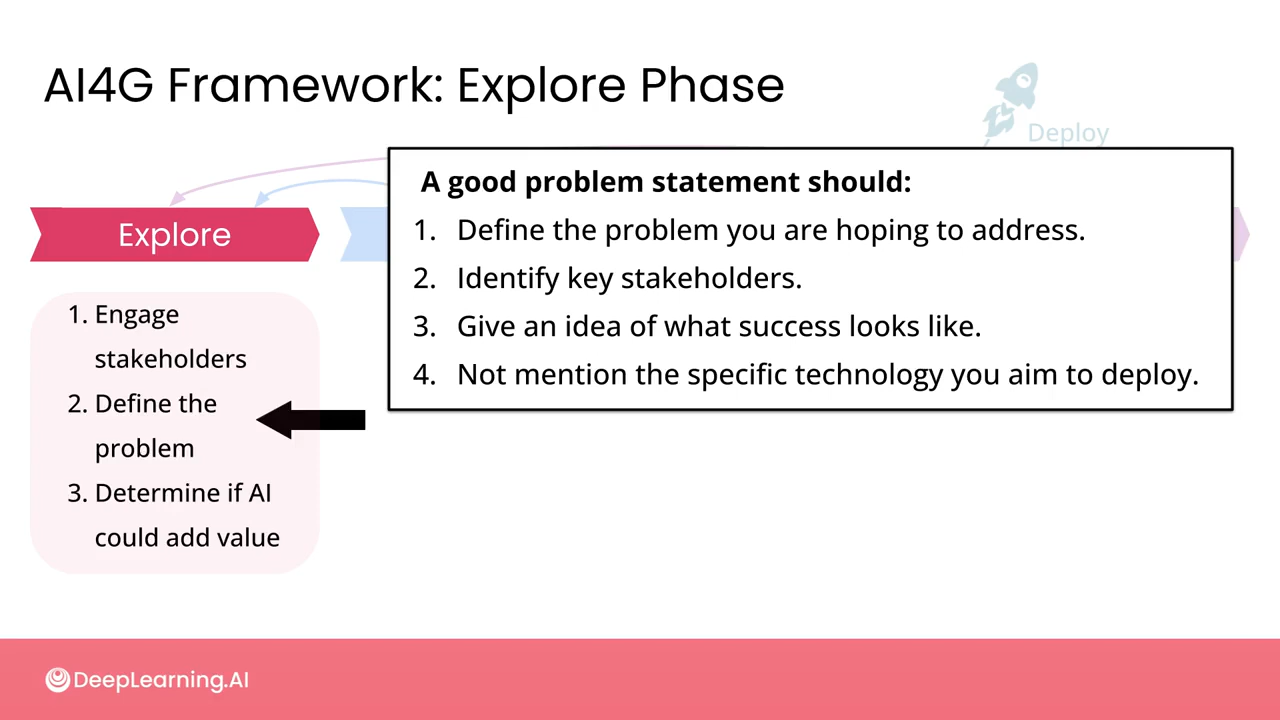 AI4G Framework: Explore Phase
Deploy
Explore
A good problem statement should:
1. Define the problem you are hoping to address.
2. Identify key stakeholders.
3. Give an idea of what success looks like.
4. Not mention the specific technology you aim to deploy.
1. Engage
stakeholders
2. Define the
problem
3. Determine if AI
could add value
DeepLearning.AI